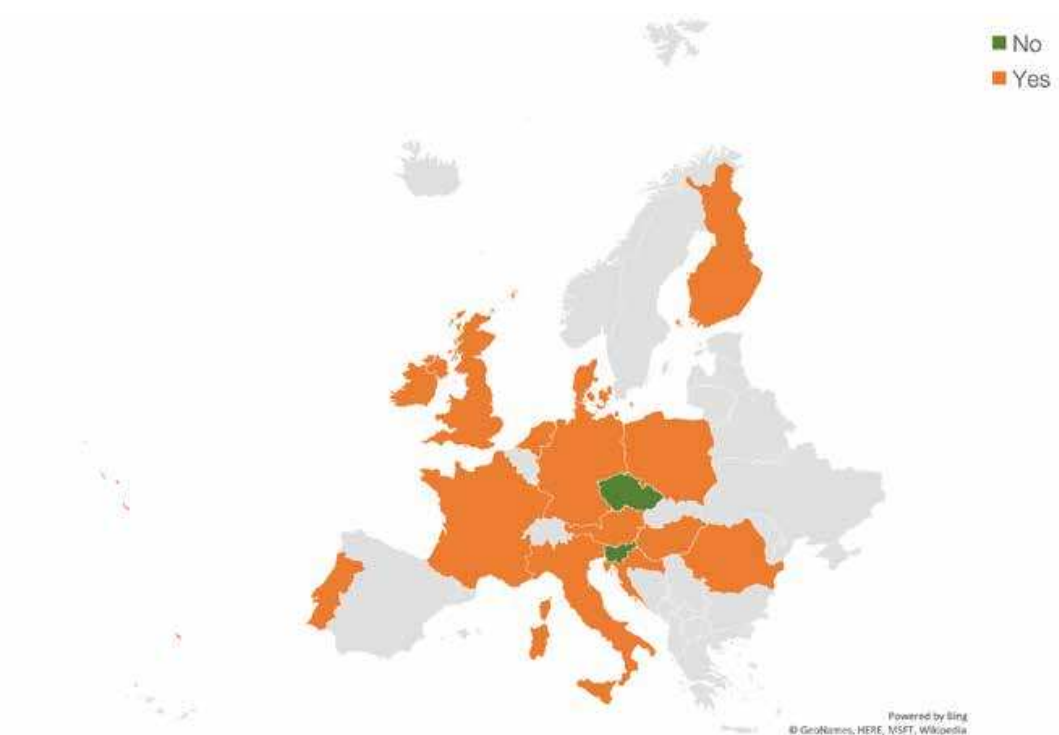 No
Yes
Powered by Bing
© GeoNames, HERE, MSFT, Wikipedia